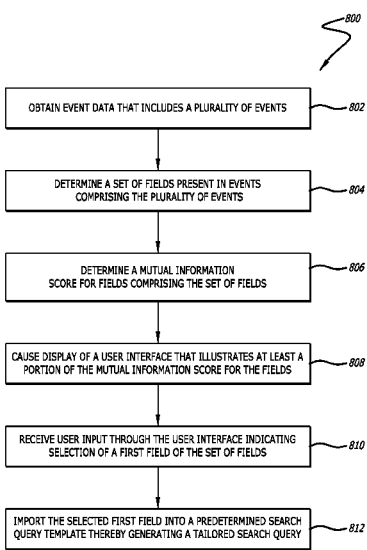 800
OBTAIN EVENT DATA THAT INCLUDES A PLURALITY OF EVENTS
802
DETERMINE A SET OF FIELDS PRESENT IN EVENTS
COMPRISING THE PLURALITY OF EVENTS
804
DETERMINE A MUTUAL INFORMATION
SCORE FOR FIELDS COMPRISING THE SET OF FIELDS
806
CAUSE DISPLAY OF A USER INTERFACE THAT ILLUSTRATES AT LEAST A
PORTION OF THE MUTUAL INFORMATION SCORE FOR THE FIELDS
808
RECEIVE USER INPUT THROUGH THE USER INTERFACE INDICATING
SELECTION OF A FIRST FIELD OF THE SET OF FIELDS
810
IMPORT THE SELECTED FIRST FIELD INTO A PREDETERMINED SEARCH
QUERY TEMPLATE THEREBY GENERATING A TAILORED SEARCH QUERY
812